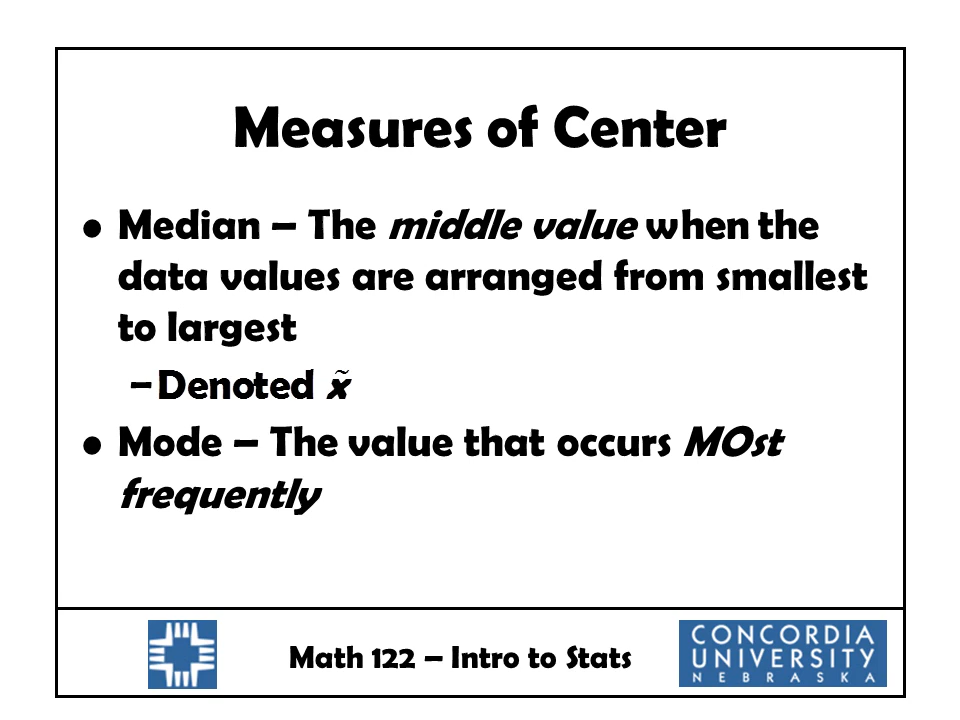 Measures of Center
• Median – The middle value when the
data values are arranged from smallest
to largest
– Denoted x̃
• Mode – The value that occurs MOst
frequently
Math 122 – Intro to Stats
CONCORDIA
UNIVERSITY
NEBRASKA